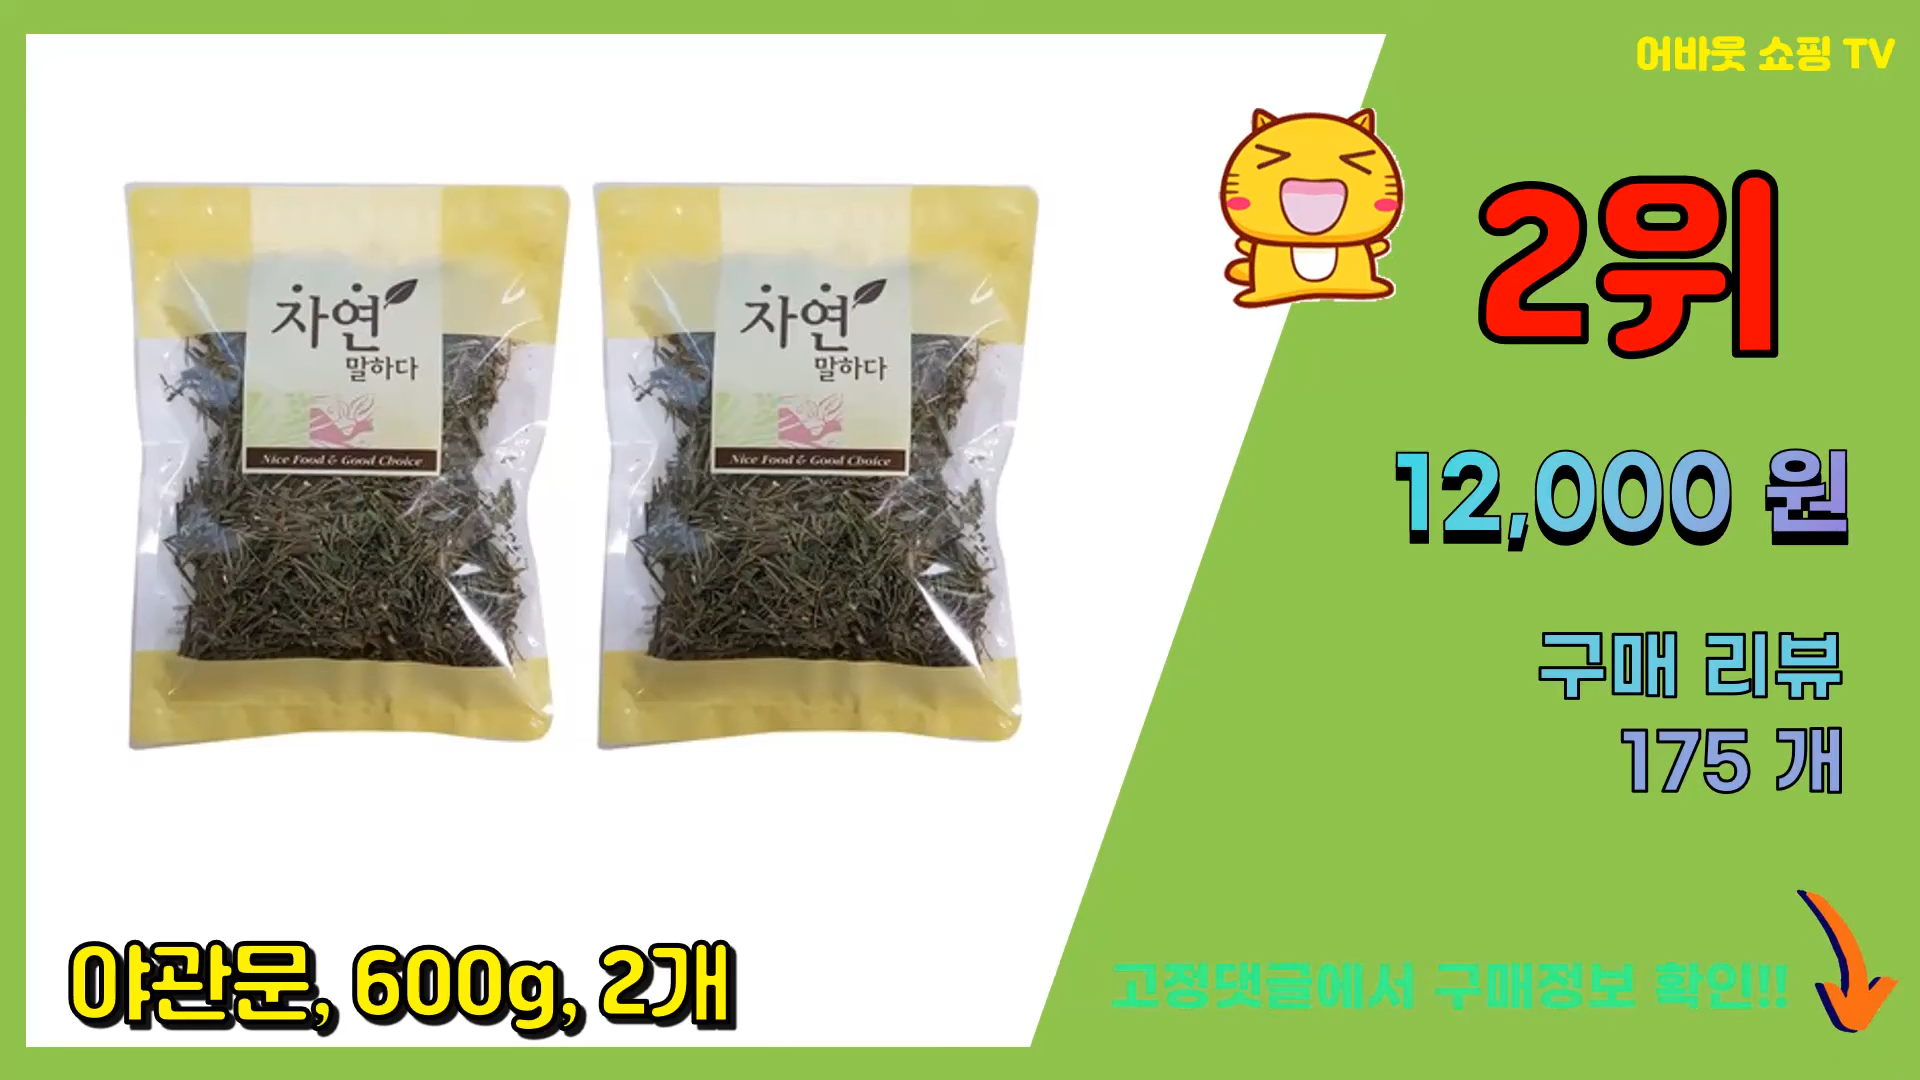 어바웃 쇼핑 TV
2위
자연
말하다
Nice Food & Good Choice
자연
말하다
Nice Food & Good Choice
12,000 원
구매 리뷰
175 개
야관문, 600g, 2개
고정댓글에서 구매정보 확인!!